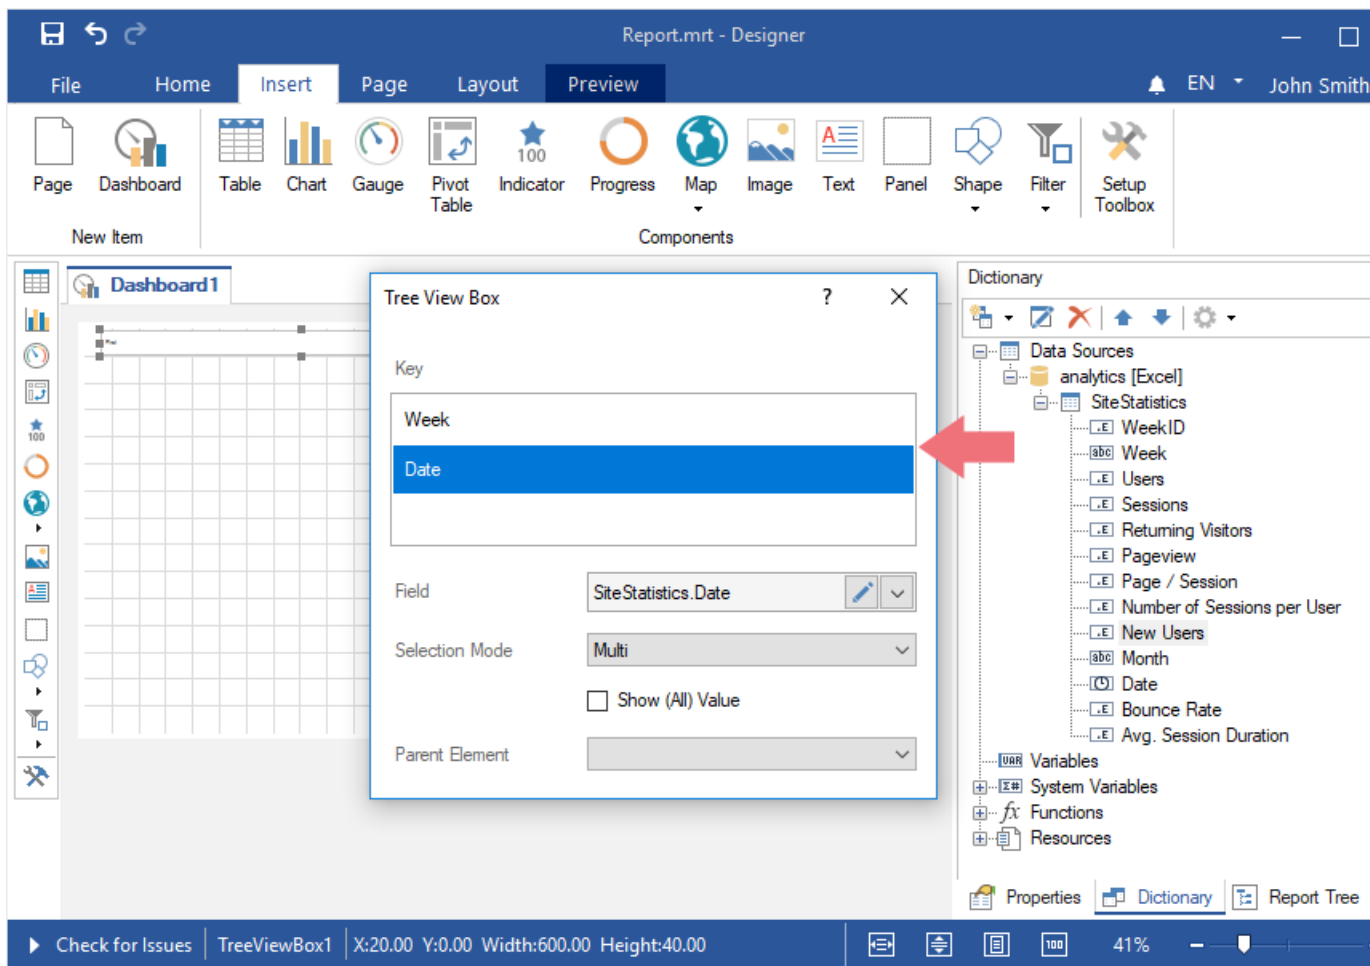 Report.mrt - Designer
File Home Insert Page Layout Preview EN John Smith
Page Dashboard Table Chart Gauge Pivot Table Indicator Progress Map Image Text Panel Shape Filter Setup Toolbox
New Item Components
Dashboard1
Tree View Box ?
Key
Week
Date
Field SiteStatistics.Date
Selection Mode Multi
Show (All) Value
Parent Element
Dictionary
Data Sources
analytics [Excel]
SiteStatistics
WeekID
Week
Users
Sessions
Returning Visitors
Pageview
Page / Session
Number of Sessions per User
New Users
Month
Date
Bounce Rate
Avg. Session Duration
Variables
System Variables
Functions
Resources
Properties Dictionary Report Tree
Check for Issues TreeViewBox1 X:20.00 Y:0.00 Width:600.00 Height:40.00 41%